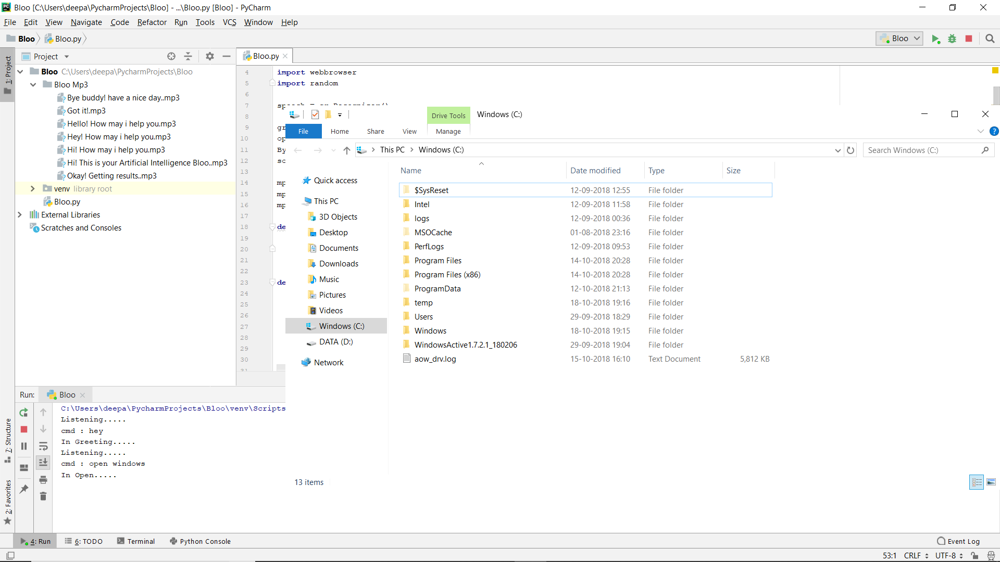 Bloo [C:\Users\deepa\PycharmProjects\Bloo] - ...\Bloo.py [Bloo] - PyCharm
File Edit View Navigate Code Refactor Run Tools VCS Window Help
Bloo Bloo.py Bloo
1: Project
Project
Bloo.py
Bloo C:\Users\deepa\PycharmProjects\Bloo
Bloo Mp3
Bye buddy! have a nice day..mp3
Got it!.mp3
Hello! How may i help you.mp3
Hey! How may i help you.mp3
Hi! How may i help you.mp3
Hi! This is your Artificial Intelligence Bloo..mp3
Okay! Getting results..mp3
venv library root
Bloo.py
External Libraries
Scratches and Consoles
4 import webbrowser
5 import random
6
7
8
9 gr
10 op
11 By
12 sc
13
14 mp
15 mp
16 mp
17
18 de
19
20
21
22
23 de
24
25
26
27
28
29
30
31
Drive Tools Windows (C:)
File Home Share View Manage
This PC Windows (C:) Search Windows (C:)
Quick access
This PC
3D Objects
Desktop
Documents
Downloads
Music
Pictures
Videos
Windows (C:)
DATA (D:)
Network
Name Date modified Type Size
$SysReset 12-09-2018 12:55 File folder
Intel 12-09-2018 11:58 File folder
logs 12-09-2018 00:36 File folder
MSOCache 01-08-2018 23:16 File folder
PerfLogs 12-09-2018 09:53 File folder
Program Files 14-10-2018 20:28 File folder
Program Files (x86) 14-10-2018 20:28 File folder
ProgramData 12-10-2018 21:13 File folder
temp 18-10-2018 19:16 File folder
Users 29-09-2018 18:29 File folder
Windows 18-10-2018 19:15 File folder
WindowsActive1.7.2.1_180206 29-09-2018 19:04 File folder
aow_drv.log 15-10-2018 16:10 Text Document 5,812 KB
13 items
Run: Bloo
C:\Users\deepa\PycharmProjects\Bloo\venv\Scripts
Listening.....
cmd : hey
In Greeting.....
Listening.....
cmd : open windows
In Open.....
7: Structure
2: Favorites
4: Run 6: TODO Terminal Python Console Event Log
53:1 CRLF UTF-8